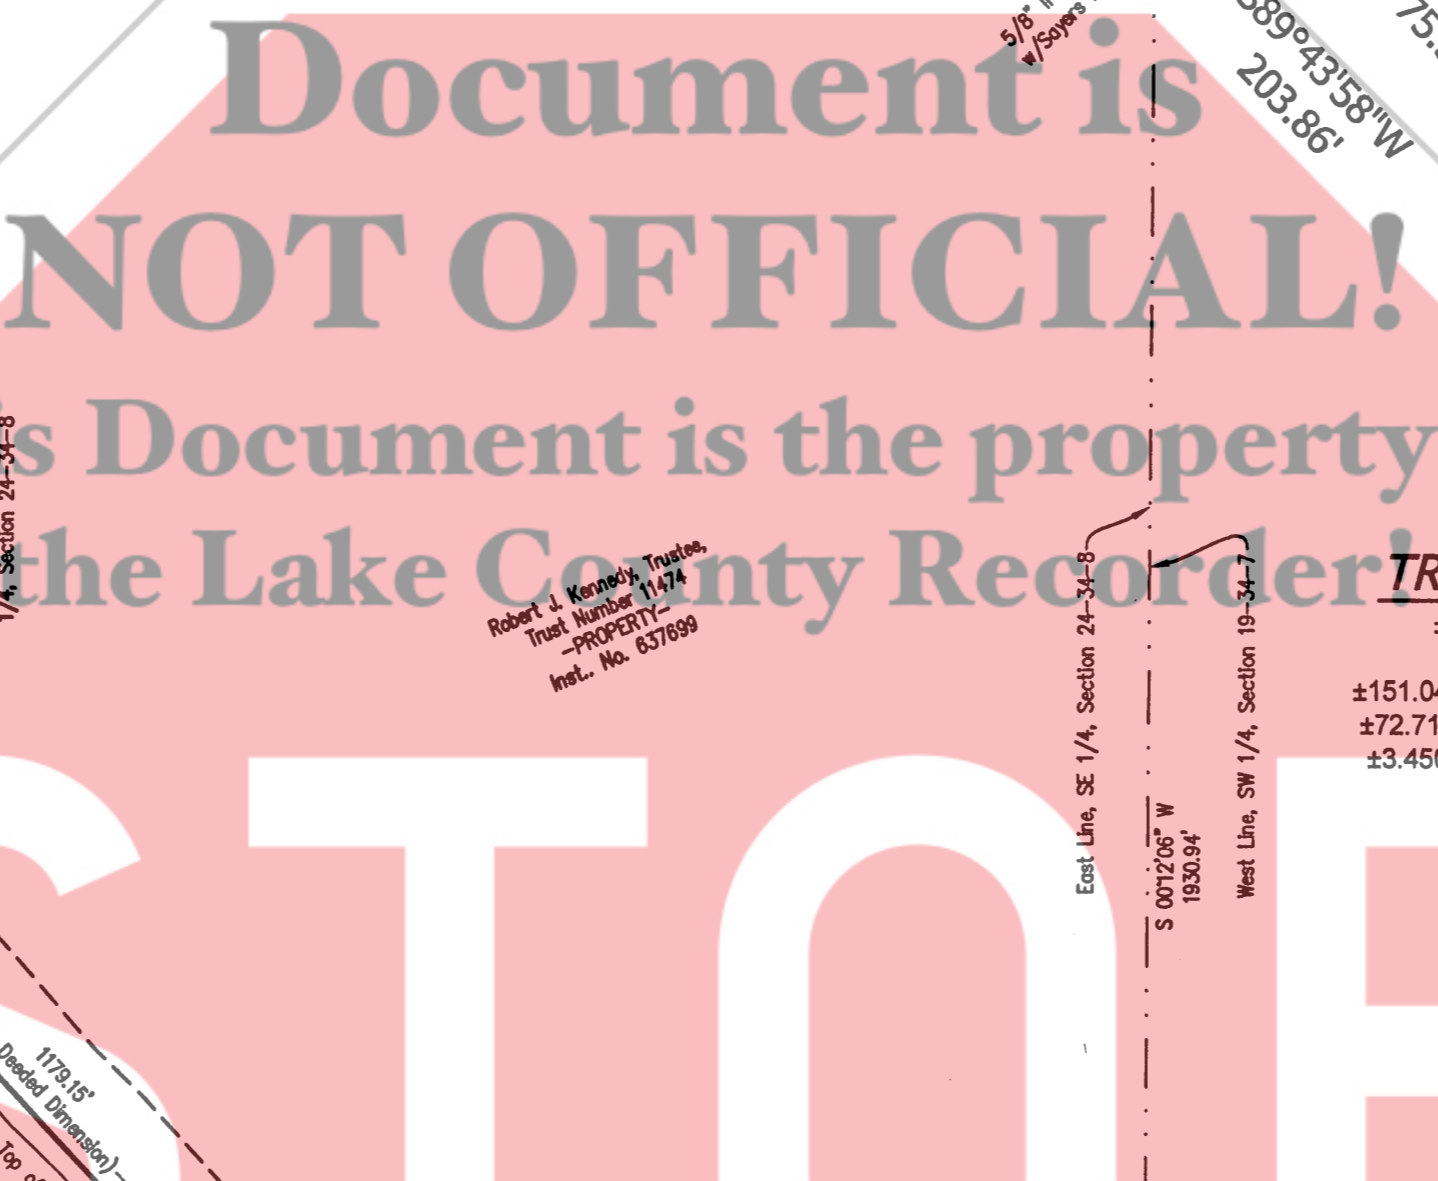 Document is
NOT OFFICIAL!
s Document is the property
the Lake County Recorder!
STOP
5/8"
w/Sayers
S89°43'58"W
203.86'
75.
1/4, Section 24-34-8
Robert J. Kennedy, Trustee,
Trust Number 11474
-PROPERTY-
Inst.. No. 637699
East Line, SE 1/4, Section 24-34-8
S 00°12'06" W
1930.94'
West Line, SW 1/4, Section 19-34-7
TR
±151.04
±72.71
±3.450
1179.15'
Deeded Dimension)
Top of